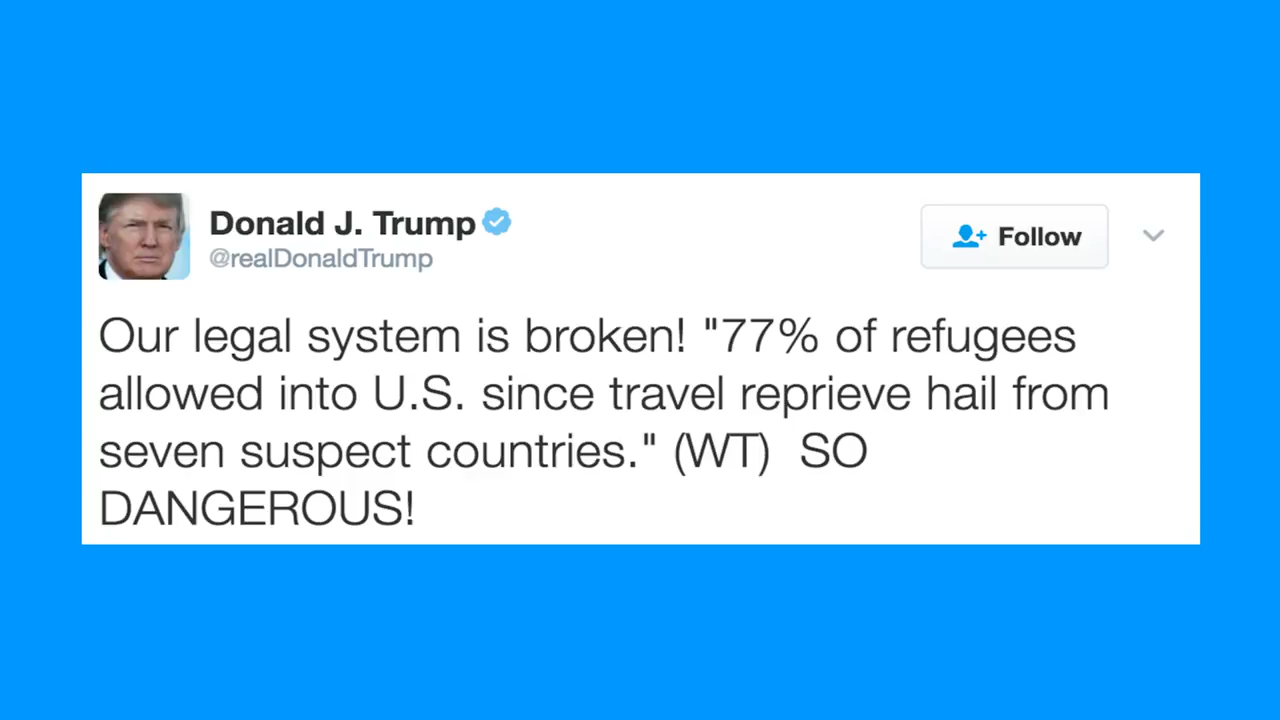 Donald J. Trump
@realDonaldTrump
Follow
Our legal system is broken! "77% of refugees
allowed into U.S. since travel reprieve hail from
seven suspect countries." (WT)  SO
DANGEROUS!